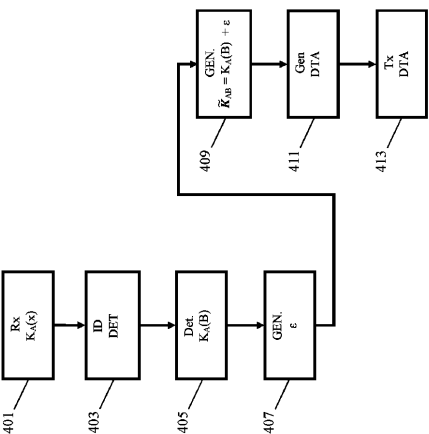 Rx
K_A(x)
401
ID
DET
403
Det.
K_A(B)
405
GEN.
ε
407
GEN.
K̃_AB = K_A(B) + ε
409
Gen
DTA
411
Tx
DTA
413